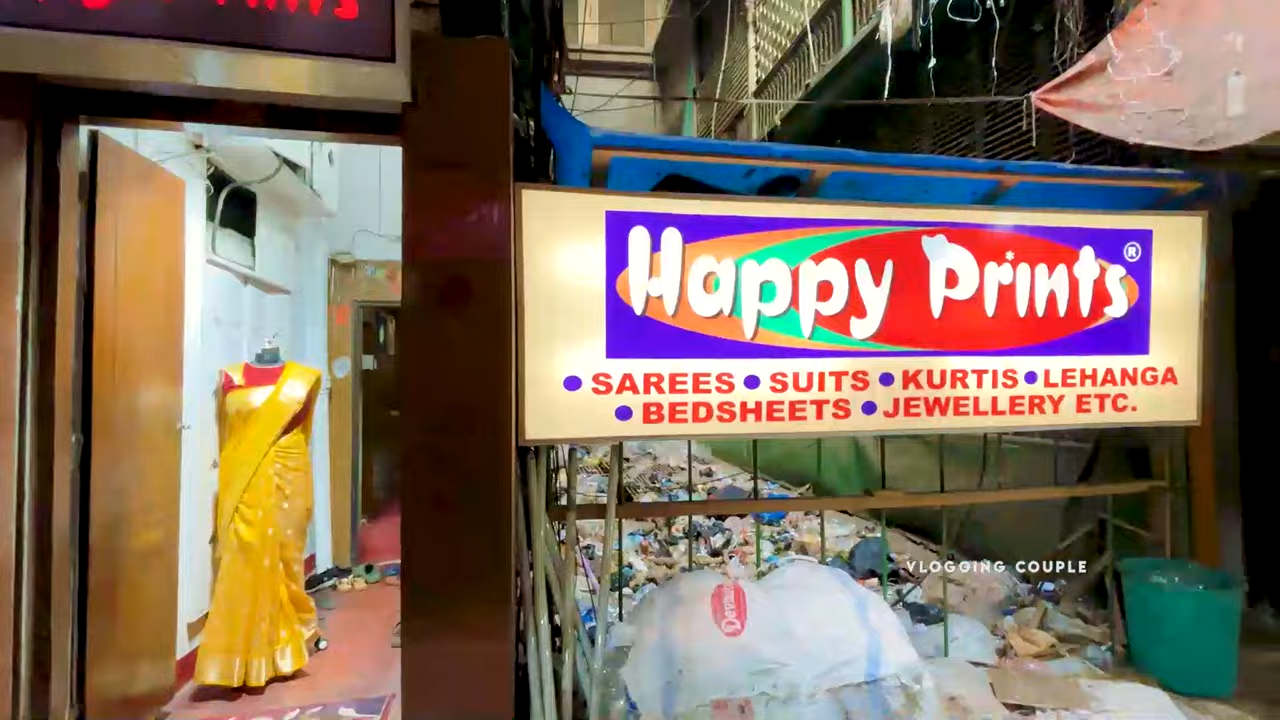 Happy Prints®
• SAREES • SUITS • KURTIS • LEHANGA
• BEDSHEETS • JEWELLERY ETC.
VLOGGING COUPLE